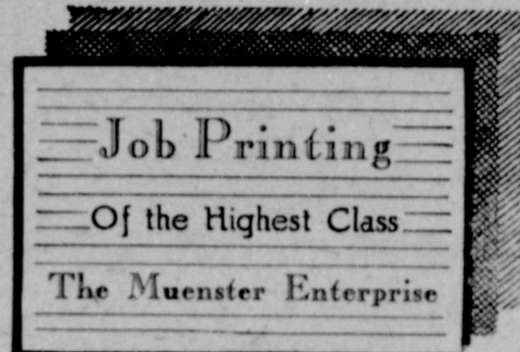 Job Printing
Of the Highest Class
The Muenster Enterprise